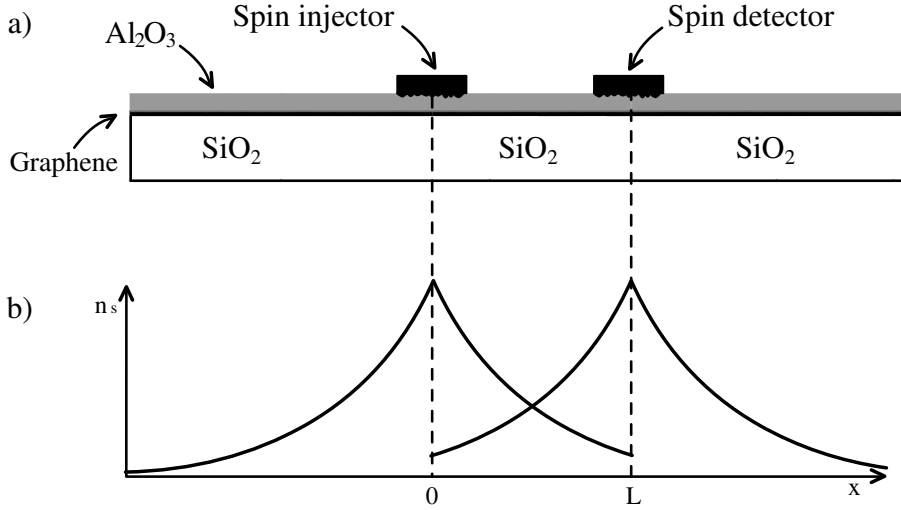 a)
Spin injector
Spin detector
Al₂O₃
Graphene
SiO₂
SiO₂
SiO₂
b)
n s
0
L
x